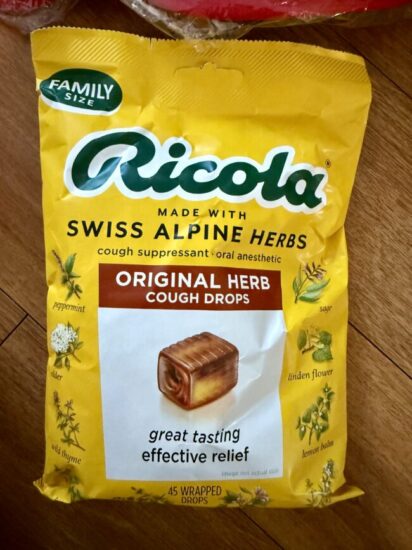 FAMILY
SIZE
Ricola®
MADE WITH
SWISS ALPINE HERBS
cough suppressant · oral anesthetic
ORIGINAL HERB
COUGH DROPS
peppermint
sage
elder
linden flower
wild thyme
lemon balm
great tasting
effective relief
45 WRAPPED
DROPS